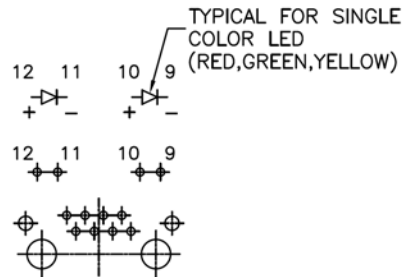 TYPICAL FOR SINGLE
COLOR LED
(RED,GREEN,YELLOW)
12 11 10 9
+ − + −
12 11 10 9